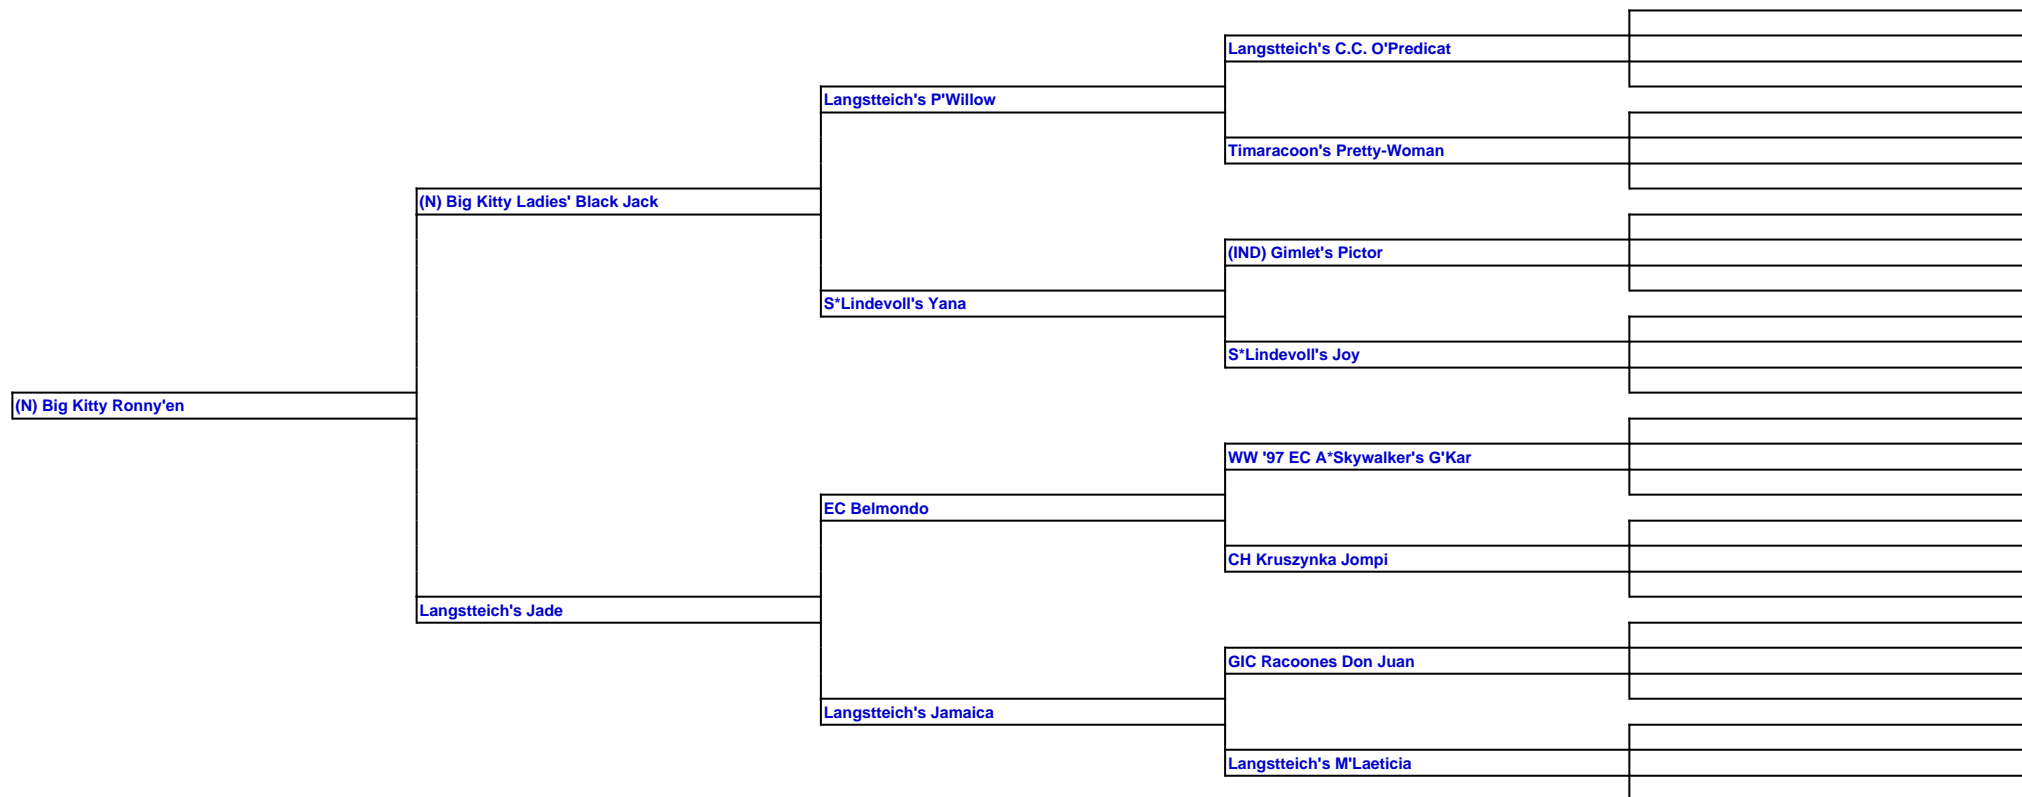 Langstteich's C.C. O'Predicat
Langstteich's P'Willow
Timaracoon's Pretty-Woman
(N) Big Kitty Ladies' Black Jack
(IND) Gimlet's Pictor
S*Lindevoll's Yana
S*Lindevoll's Joy
(N) Big Kitty Ronny'en
WW '97 EC A*Skywalker's G'Kar
EC Belmondo
CH Kruszynka Jompi
Langstteich's Jade
GIC Racoones Don Juan
Langstteich's Jamaica
Langstteich's M'Laeticia